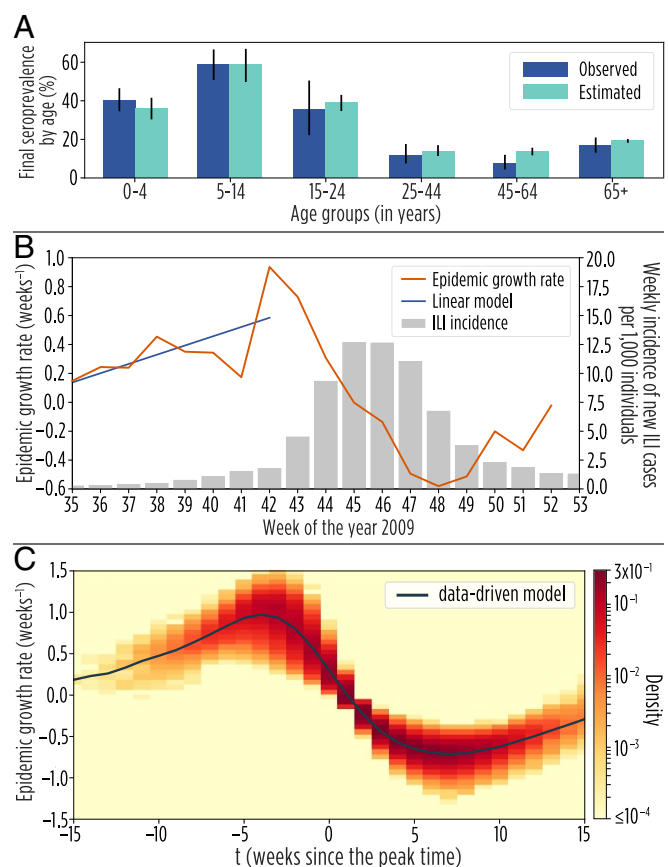 A
Final seroprevalence
by age (%)
60
40
20
0
Observed
Estimated
0-4
5-14
15-24
25-44
45-64
65+
Age groups (in years)
B
Epidemic growth rate (weeks⁻¹)
1.0
0.8
0.6
0.4
0.2
0.0
−0.2
−0.4
−0.6
Epidemic growth rate
Linear model
ILI incidence
20.0
17.5
15.0
12.5
10.0
7.5
5.0
2.5
0.0
Weekly incidence of new ILI cases
per 1,000 individuals
35 36 37 38 39 40 41 42 43 44 45 46 47 48 49 50 51 52 53
Week of the year 2009
C
Epidemic growth rate (weeks⁻¹)
1.5
1.0
0.5
0.0
−0.5
−1.0
−1.5
data-driven model
3×10⁻¹
10⁻¹
10⁻²
10⁻³
≤10⁻⁴
Density
−15 −10 −5 0 5 10 15
t (weeks since the peak time)